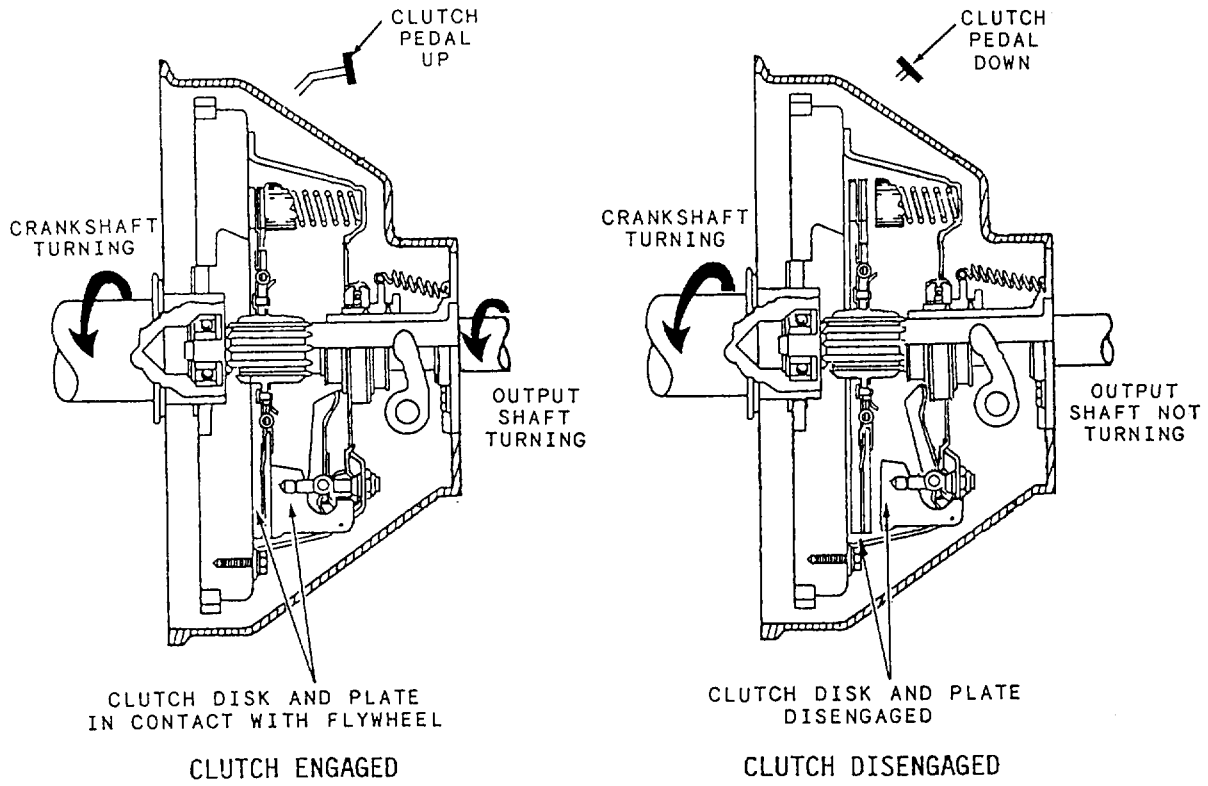 CLUTCH
PEDAL
UP
CRANKSHAFT
TURNING
OUTPUT
SHAFT
TURNING
CLUTCH DISK AND PLATE
IN CONTACT WITH FLYWHEEL
CLUTCH ENGAGED
CLUTCH
PEDAL
DOWN
CRANKSHAFT
TURNING
OUTPUT
SHAFT NOT
TURNING
CLUTCH DISK AND PLATE
DISENGAGED
CLUTCH DISENGAGED